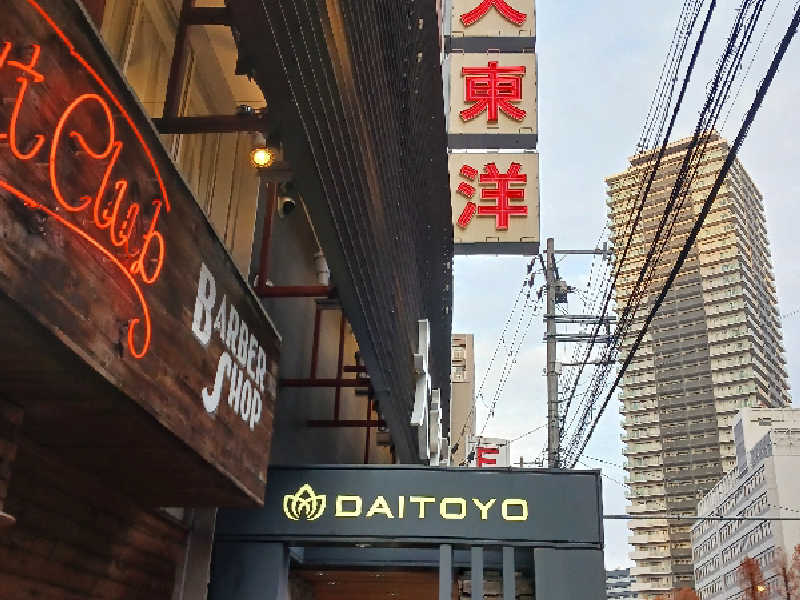 大
東
洋
Club
BARBER
SHOP
DAITOYO